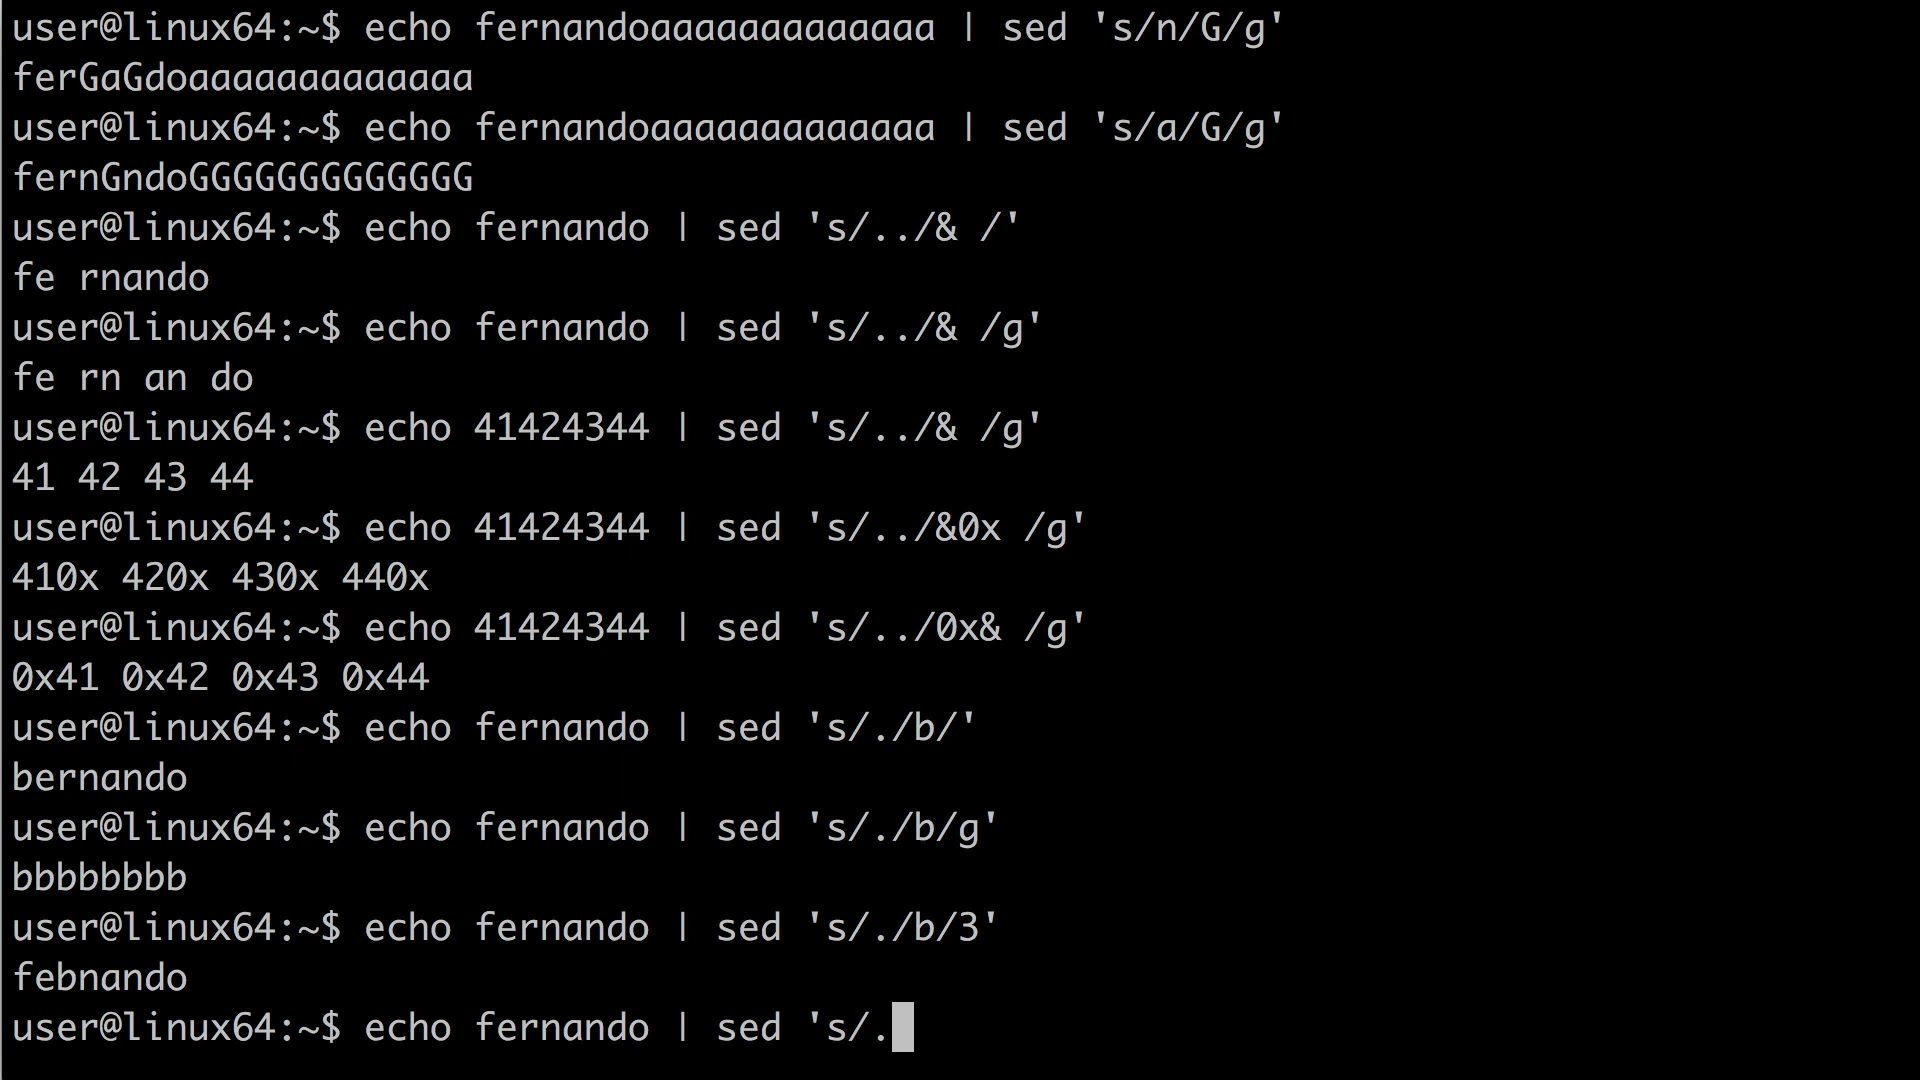 user@linux64:~$ echo fernandoaaaaaaaaaaaaa | sed 's/n/G/g'
ferGaGdoaaaaaaaaaaaaa
user@linux64:~$ echo fernandoaaaaaaaaaaaaa | sed 's/a/G/g'
fernGndoGGGGGGGGGGGGG
user@linux64:~$ echo fernando | sed 's/../& /'
fe rnando
user@linux64:~$ echo fernando | sed 's/../& /g'
fe rn an do
user@linux64:~$ echo 41424344 | sed 's/../& /g'
41 42 43 44
user@linux64:~$ echo 41424344 | sed 's/../&0x /g'
410x 420x 430x 440x
user@linux64:~$ echo 41424344 | sed 's/../0x& /g'
0x41 0x42 0x43 0x44
user@linux64:~$ echo fernando | sed 's/./b/'
bernando
user@linux64:~$ echo fernando | sed 's/./b/g'
bbbbbbbb
user@linux64:~$ echo fernando | sed 's/./b/3'
febnando
user@linux64:~$ echo fernando | sed 's/.